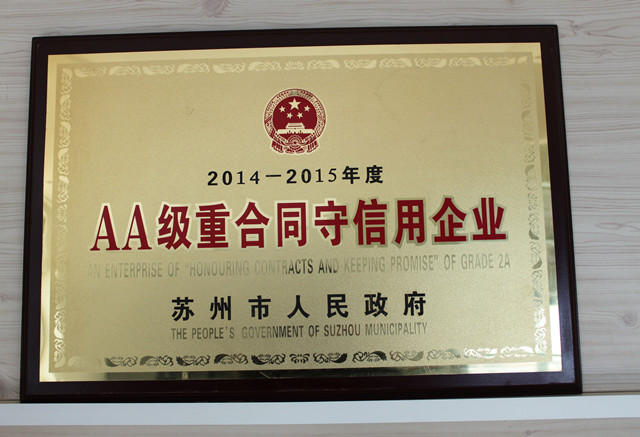 2014－2015年度
AA级重合同守信用企业
AN ENTERPRISE OF "HONOURING CONTRACTS AND KEEPING PROMISE" OF GRADE 2A
苏州市人民政府
THE PEOPLE'S GOVERNMENT OF SUZHOU MUNICIPALITY